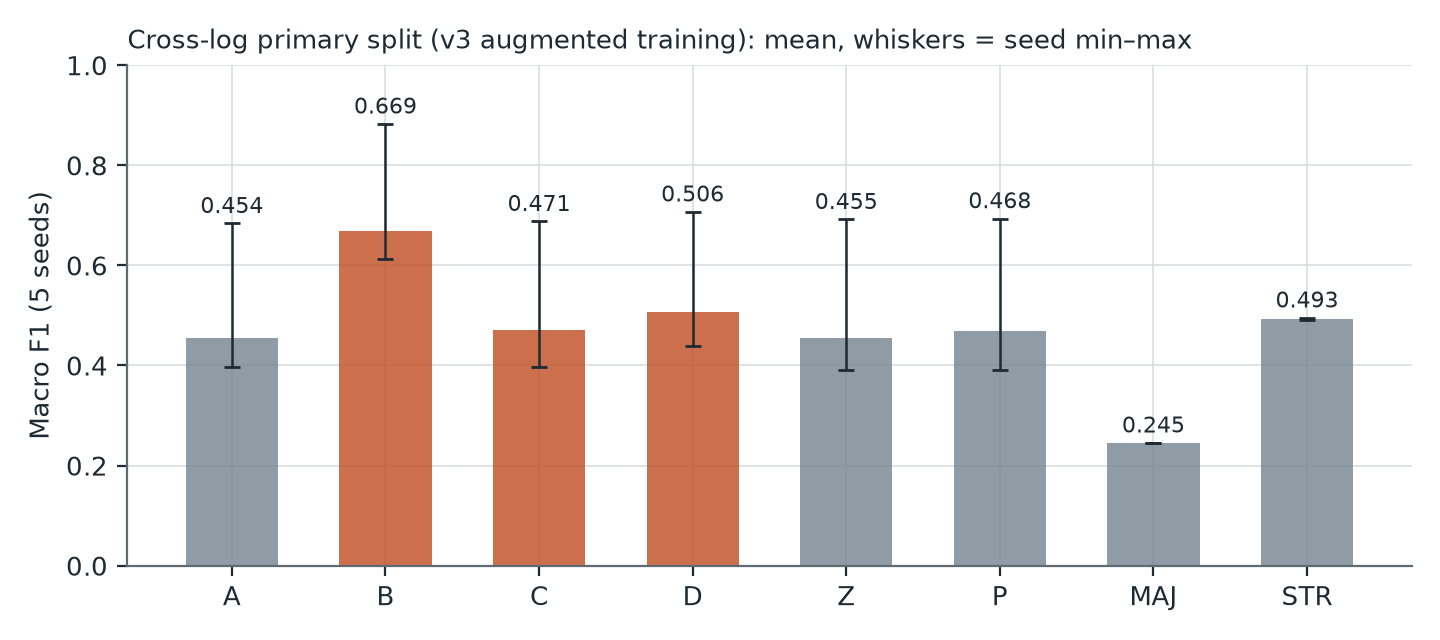 Cross-log primary split (v3 augmented training): mean, whiskers = seed min–max
Macro F1 (5 seeds)
1.0
0.8
0.6
0.4
0.2
0.0
0.454
0.669
0.471
0.506
0.455
0.468
0.245
0.493
A
B
C
D
Z
P
MAJ
STR